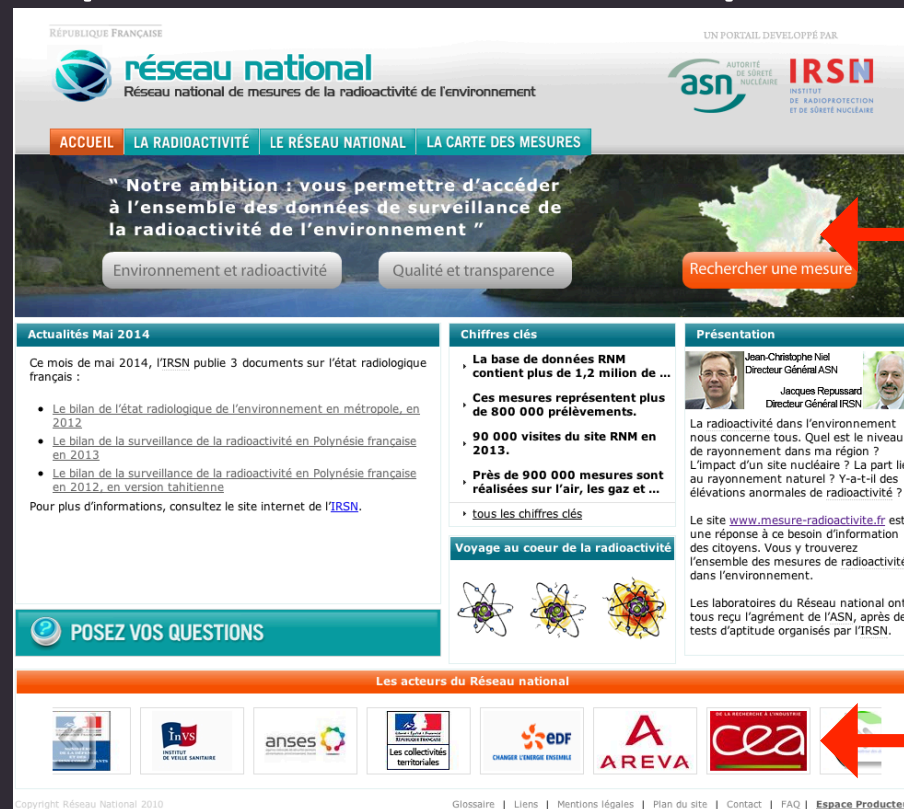 RÉPUBLIQUE FRANÇAISE
UN PORTAIL DEVELOPPÉ PAR
réseau national
Réseau national de mesures de la radioactivité de l'environnement
asn
AUTORITÉ
DE SÛRETÉ
NUCLÉAIRE
IRSN
INSTITUT
DE RADIOPROTECTION
ET DE SÛRETÉ NUCLÉAIRE
ACCUEIL LA RADIOACTIVITÉ LE RÉSEAU NATIONAL LA CARTE DES MESURES
“ Notre ambition : vous permettre d’accéder
à l’ensemble des données de surveillance de
la radioactivité de l’environnement ”
Environnement et radioactivité
Qualité et transparence
Rechercher une mesure
Actualités Mai 2014
Ce mois de mai 2014, l'IRSN publie 3 documents sur l'état radiologique
français :
• Le bilan de l'état radiologique de l'environnement en métropole, en
2012
• Le bilan de la surveillance de la radioactivité en Polynésie française
en 2013
• Le bilan de la surveillance de la radioactivité en Polynésie française
en 2012, en version tahitienne
Pour plus d'informations, consultez le site internet de l'IRSN.
POSEZ VOS QUESTIONS
Chiffres clés
La base de données RNM
contient plus de 1,2 milion de ...
Ces mesures représentent plus
de 800 000 prélèvements.
90 000 visites du site RNM en
2013.
Près de 900 000 mesures sont
réalisées sur l'air, les gaz et ...
tous les chiffres clés
Voyage au coeur de la radioactivité
Présentation
Jean-Christophe Niel
Directeur Général ASN
Jacques Repussard
Directeur Général IRSN
La radioactivité dans l'environnement
nous concerne tous. Quel est le niveau
de rayonnement dans ma région ?
L'impact d'un site nucléaire ? La part
au rayonnement naturel ? Y-a-t-il des
élévations anormales de radioactivité ?
Le site www.mesure-radioactivite.fr est
une réponse à ce besoin d'information
des citoyens. Vous y trouverez
l'ensemble des mesures de radioactivité
dans l'environnement.
Les laboratoires du Réseau national ont
tous reçu l'agrément de l'ASN, après
tests d'aptitude organisés par l'IRSN.
Les acteurs du Réseau national
InVS
INSTITUT
DE VEILLE SANITAIRE
anses
RÉPUBLIQUE FRANÇAISE
Les collectivités
territoriales
edf
CHANGER L'ÉNERGIE ENSEMBLE
AREVA
DE LA RECHERCHE À L'INDUSTRIE
cea
Copyright Réseau National 2010
Glossaire | Liens | Mentions légales | Plan du site | Contact | FAQ | Espace